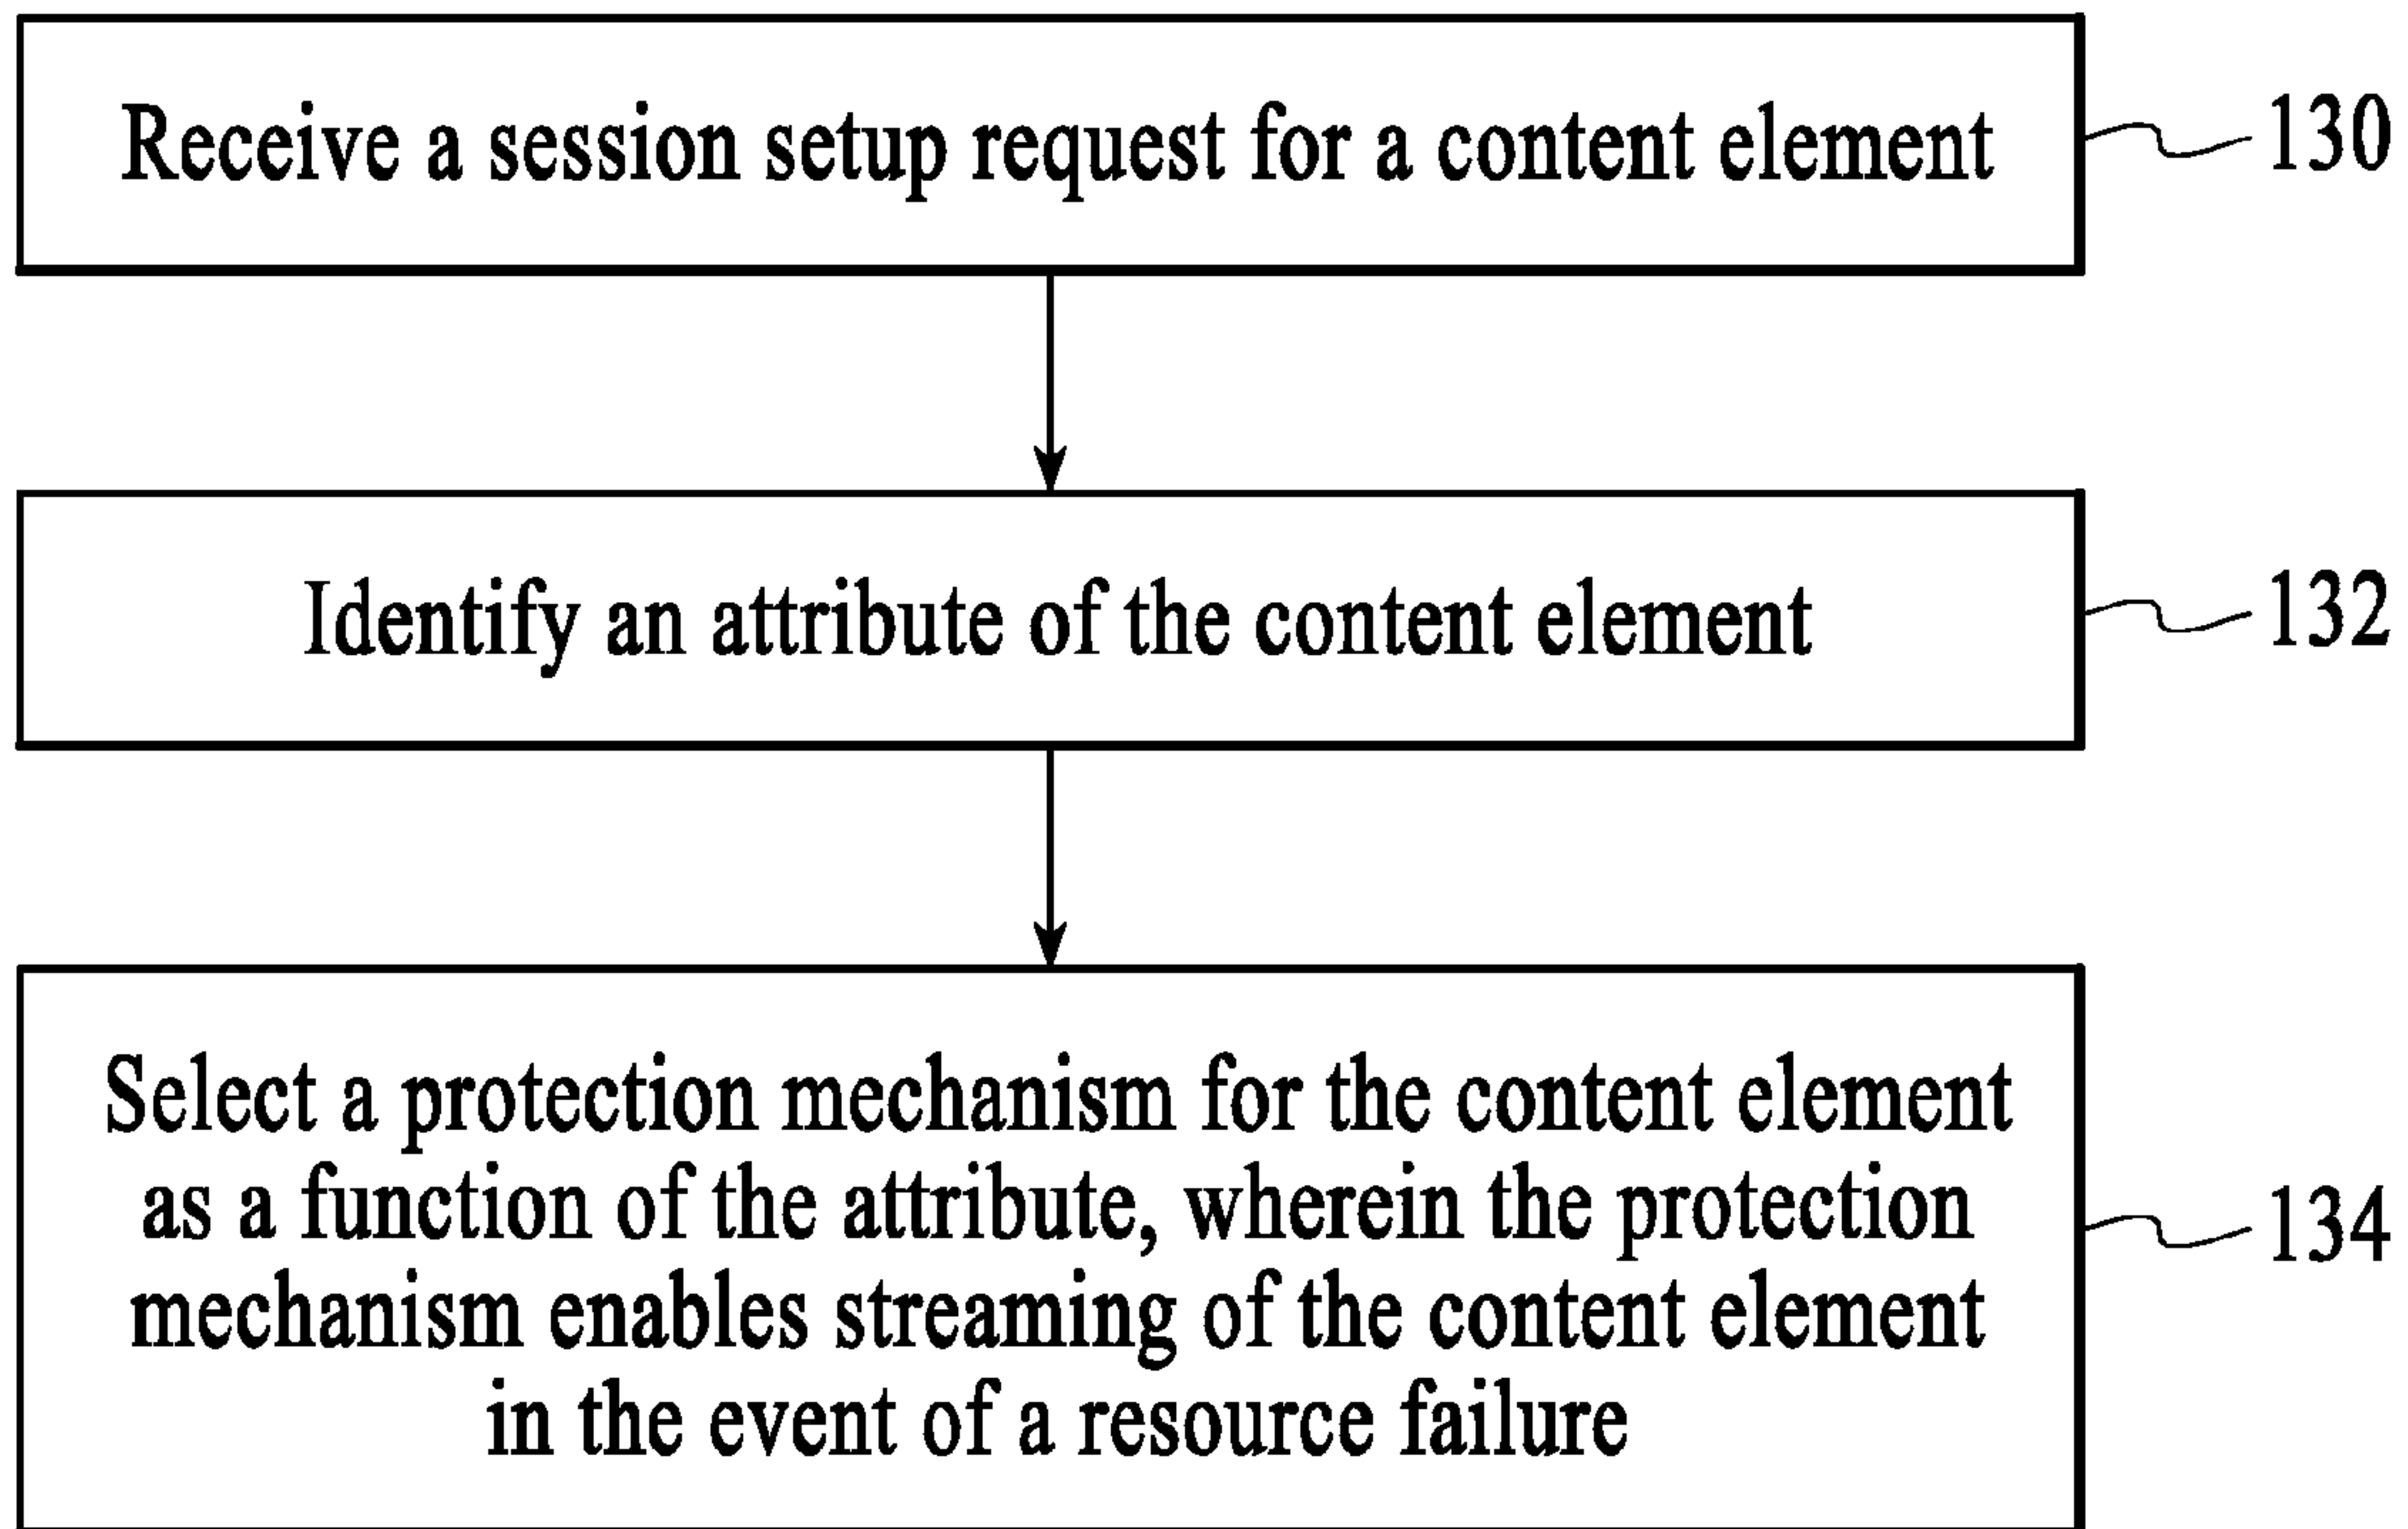 Receive a session setup request for a content element
130
Identify an attribute of the content element
132
Select a protection mechanism for the content element
as a function of the attribute, wherein the protection
mechanism enables streaming of the content element
in the event of a resource failure
134